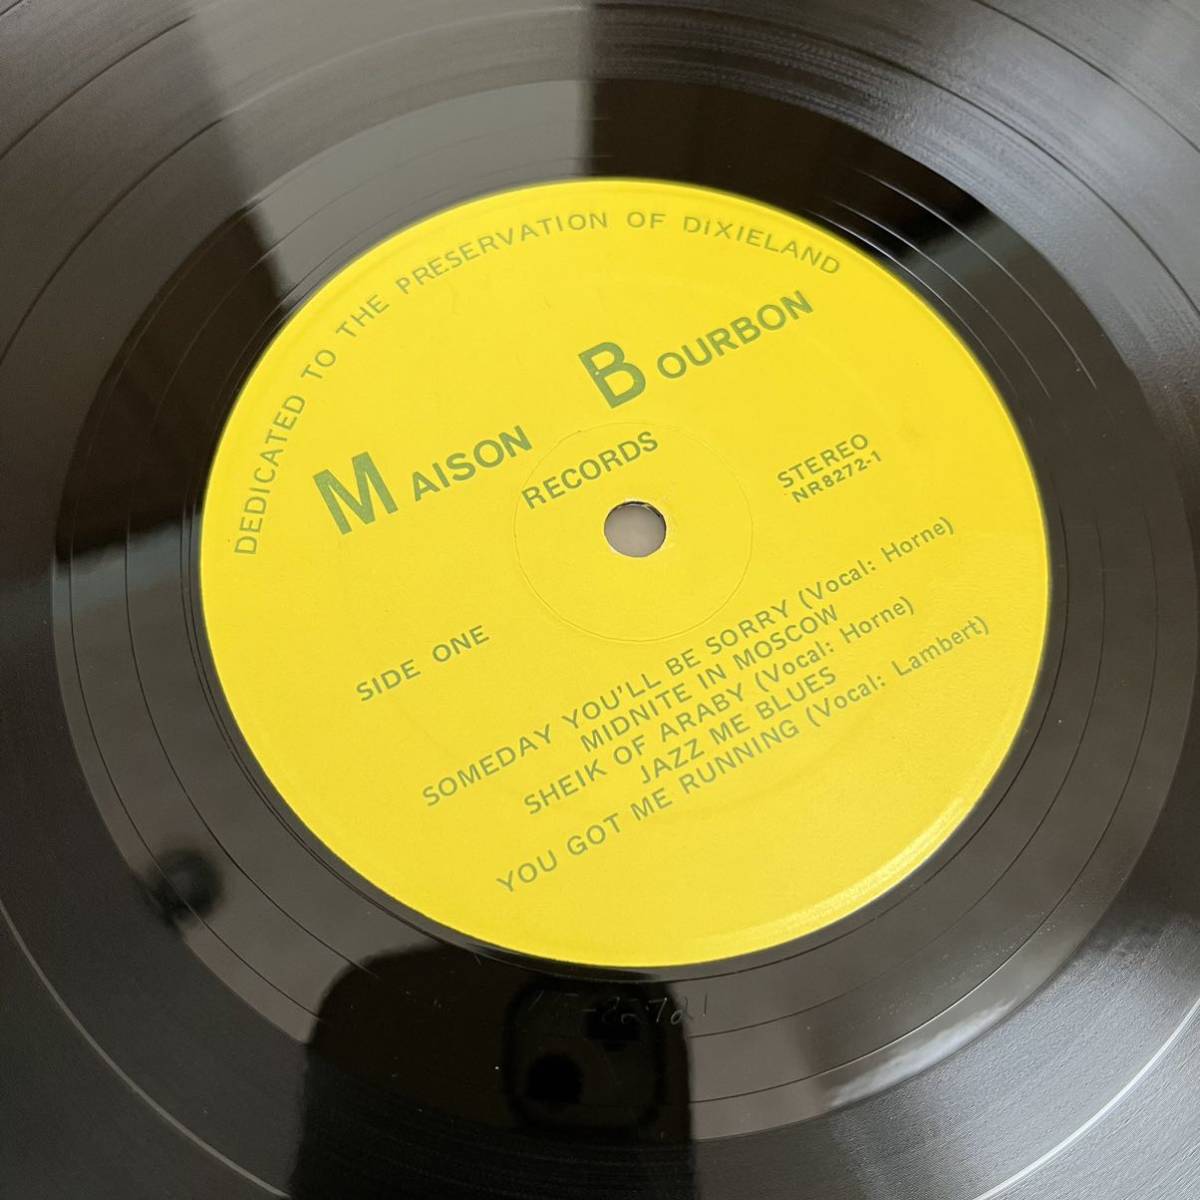 DEDICATED TO THE PRESERVATION OF DIXIELAND
MAISON BOURBON
RECORDS
STEREO
NR8272-1
SIDE ONE
SOMEDAY YOU'LL BE SORRY (Vocal: Horne)
MIDNITE IN MOSCOW
SHEIK OF ARABY (Vocal: Horne)
JAZZ ME BLUES
YOU GOT ME RUNNING (Vocal: Lambert)